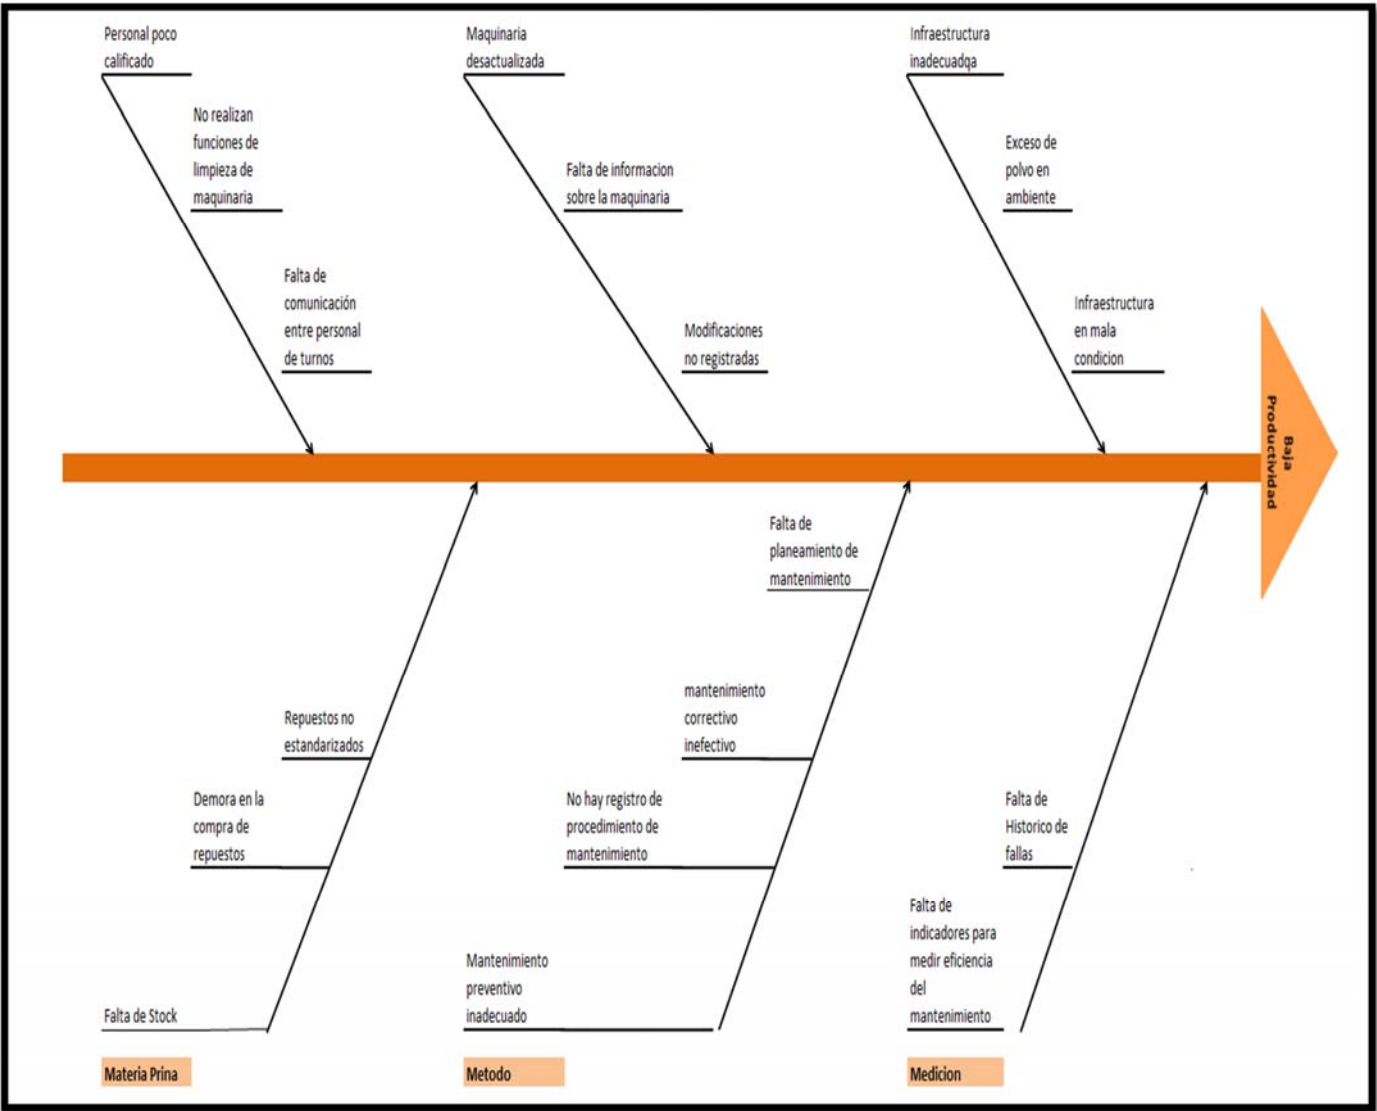 Personal poco
calificado
No realizan
funciones de
limpieza de
maquinaria
Falta de
comunicación
entre personal
de turnos
Maquinaria
desactualizada
Falta de informacion
sobre la maquinaria
Modificaciones
no registradas
Infraestructura
inadecuadqa
Exceso de
polvo en
ambiente
Infraestructura
en mala
condicion
Baja
Productividad
Repuestos no
estandarizados
Demora en la
compra de
repuestos
Falta de Stock
Materia Prina
Falta de
planeamiento de
mantenimiento
mantenimiento
correctivo
inefectivo
No hay registro de
procedimiento de
mantenimiento
Mantenimiento
preventivo
inadecuado
Metodo
Falta de
Historico de
fallas
Falta de
indicadores para
medir eficiencia
del
mantenimiento
Medicion